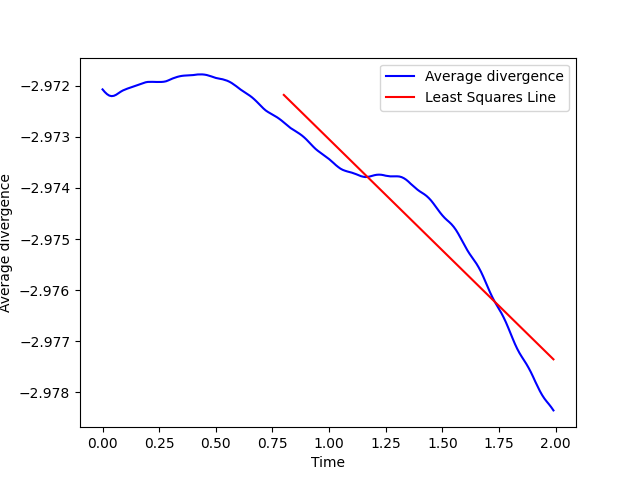 Average divergence
Least Squares Line
Average divergence
−2.972
−2.973
−2.974
−2.975
−2.976
−2.977
−2.978
0.00 0.25 0.50 0.75 1.00 1.25 1.50 1.75 2.00
Time